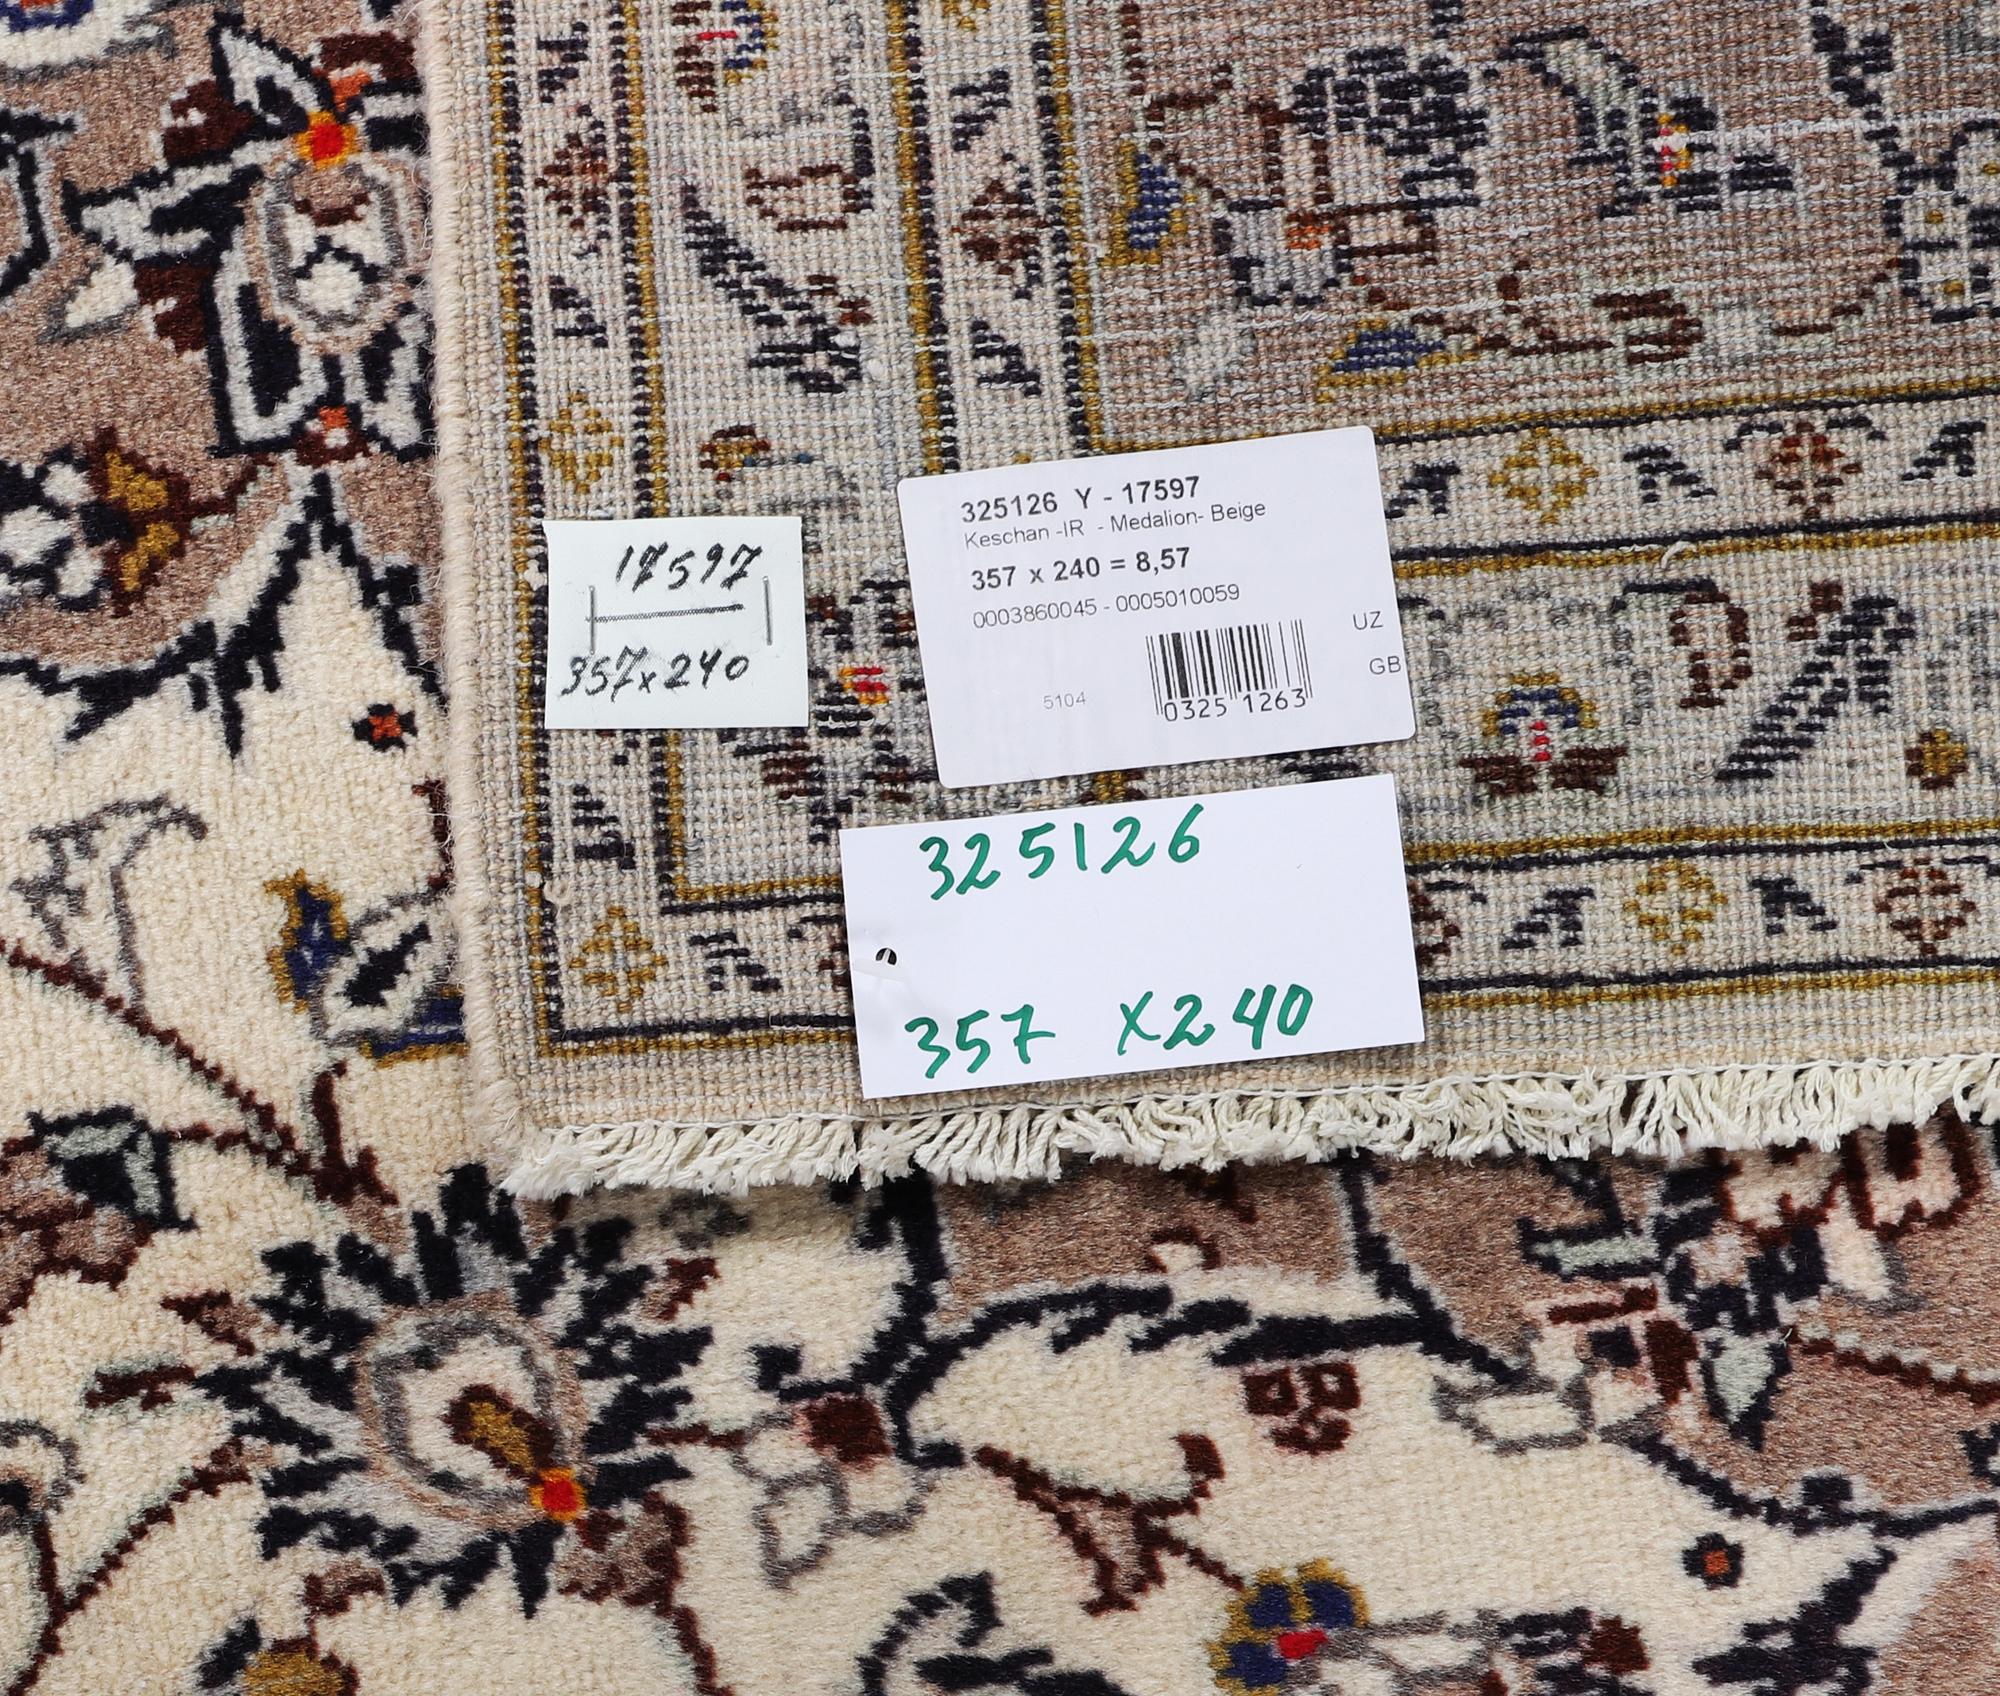 17597
357x240
325126 Y - 17597
Keschan -IR - Medalion- Beige
357 x 240 = 8,57
0003860045 - 0005010059
UZ
GB
5104
0325 1263
325126
357 X240